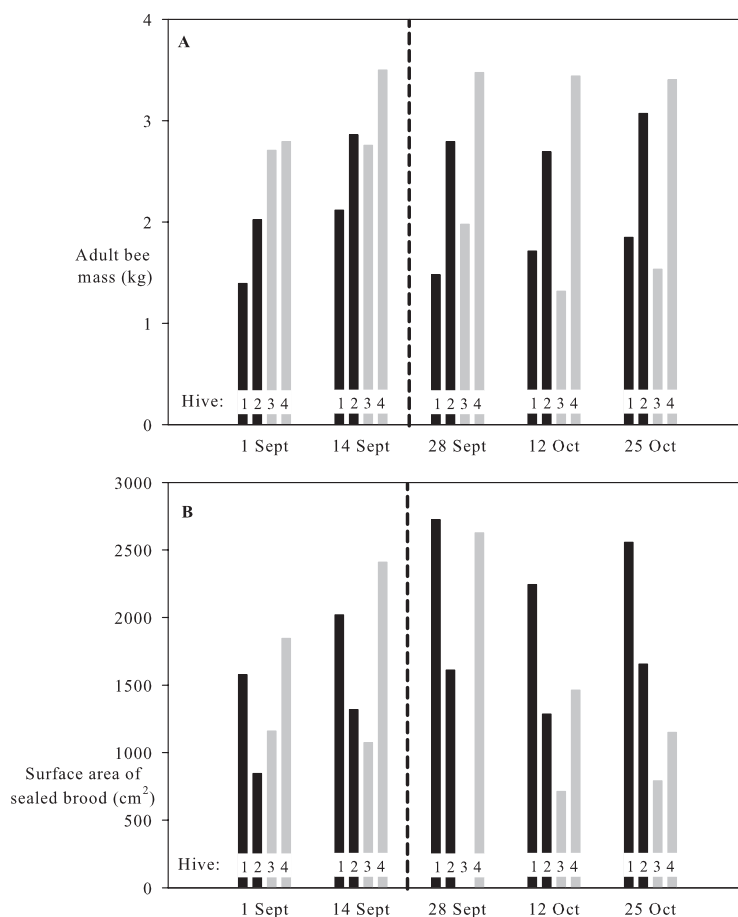 4
A
3
2
Adult bee
mass (kg)
1
Hive: 1 2 3 4 1 2 3 4 1 2 3 4 1 2 3 4 1 2 3 4
0
1 Sept 14 Sept 28 Sept 12 Oct 25 Oct
3000
B
2500
2000
1500
1000
Surface area of
sealed brood (cm²)
500
Hive: 1 2 3 4 1 2 3 4 1 2 3 4 1 2 3 4 1 2 3 4
0
1 Sept 14 Sept 28 Sept 12 Oct 25 Oct